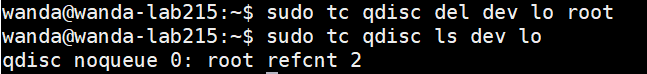 wanda@wanda-lab215:~$ sudo tc qdisc del dev lo root
wanda@wanda-lab215:~$ sudo tc qdisc ls dev lo
qdisc noqueue 0: root refcnt 2